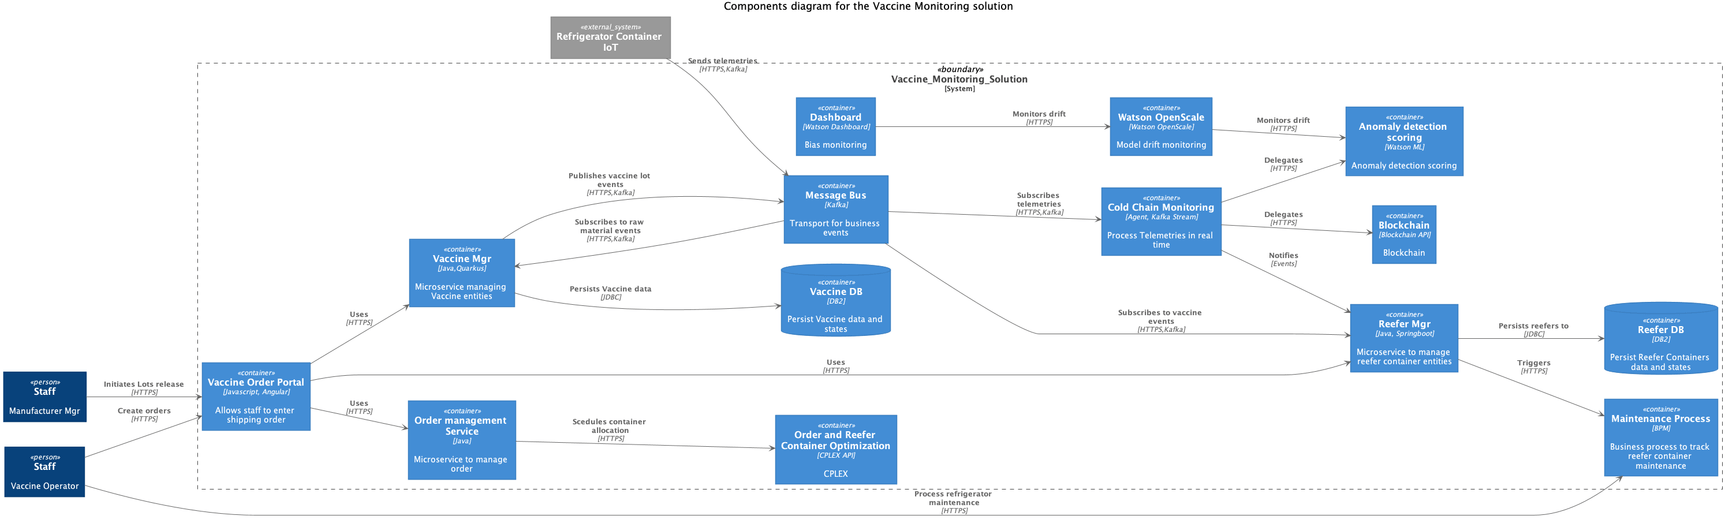 Components diagram for the Vaccine Monitoring solution
«external_system»
Refrigerator Container
IoT
Sends telemetries
[HTTPS,Kafka]
«boundary»
Vaccine_Monitoring_Solution
[System]
«container»
Dashboard
[Watson Dashboard]
Bias monitoring
Monitors drift
[HTTPS]
«container»
Watson OpenScale
[Watson OpenScale]
Model drift monitoring
Monitors drift
[HTTPS]
«container»
Anomaly detection
scoring
[Watson ML]
Anomaly detection scoring
Delegates
[HTTPS]
Publishes vaccine lot
events
[HTTPS,Kafka]
«container»
Message Bus
[Kafka]
Transport for business
events
Subscribes
telemetries
[HTTPS,Kafka]
«container»
Cold Chain Monitoring
[Agent, Kafka Stream]
Process Telemetries in real
time
Delegates
[HTTPS]
«container»
Blockchain
[Blockchain API]
Blockchain
Subscribes to raw
material events
[HTTPS,Kafka]
«container»
Vaccine Mgr
[Java,Quarkus]
Microservice managing
Vaccine entities
Notifies
[Events]
Persists Vaccine data
[JDBC]
«container»
Vaccine DB
[DB2]
Persist Vaccine data and
states
Uses
[HTTPS]
Subscribes to vaccine
events
[HTTPS,Kafka]
«container»
Reefer Mgr
[Java, Springboot]
Microservice to manage
reefer container entities
Persists reefers to
[JDBC]
«container»
Reefer DB
[DB2]
Persist Reefer Containers
data and states
«person»
Staff
Manufacturer Mgr
Initiates Lots release
[HTTPS]
«container»
Vaccine Order Portal
[Javascript, Angular]
Allows staff to enter
shipping order
Uses
[HTTPS]
Triggers
[HTTPS]
Create orders
[HTTPS]
Uses
[HTTPS]
«container»
Order management
Service
[Java]
Microservice to manage
order
Scedules container
allocation
[HTTPS]
«container»
Order and Reefer
Container Optimization
[CPLEX API]
CPLEX
«container»
Maintenance Process
[BPM]
Business process to track
reefer container
maintenance
«person»
Staff
Vaccine Operator
Process refrigerator
maintenance
[HTTPS]